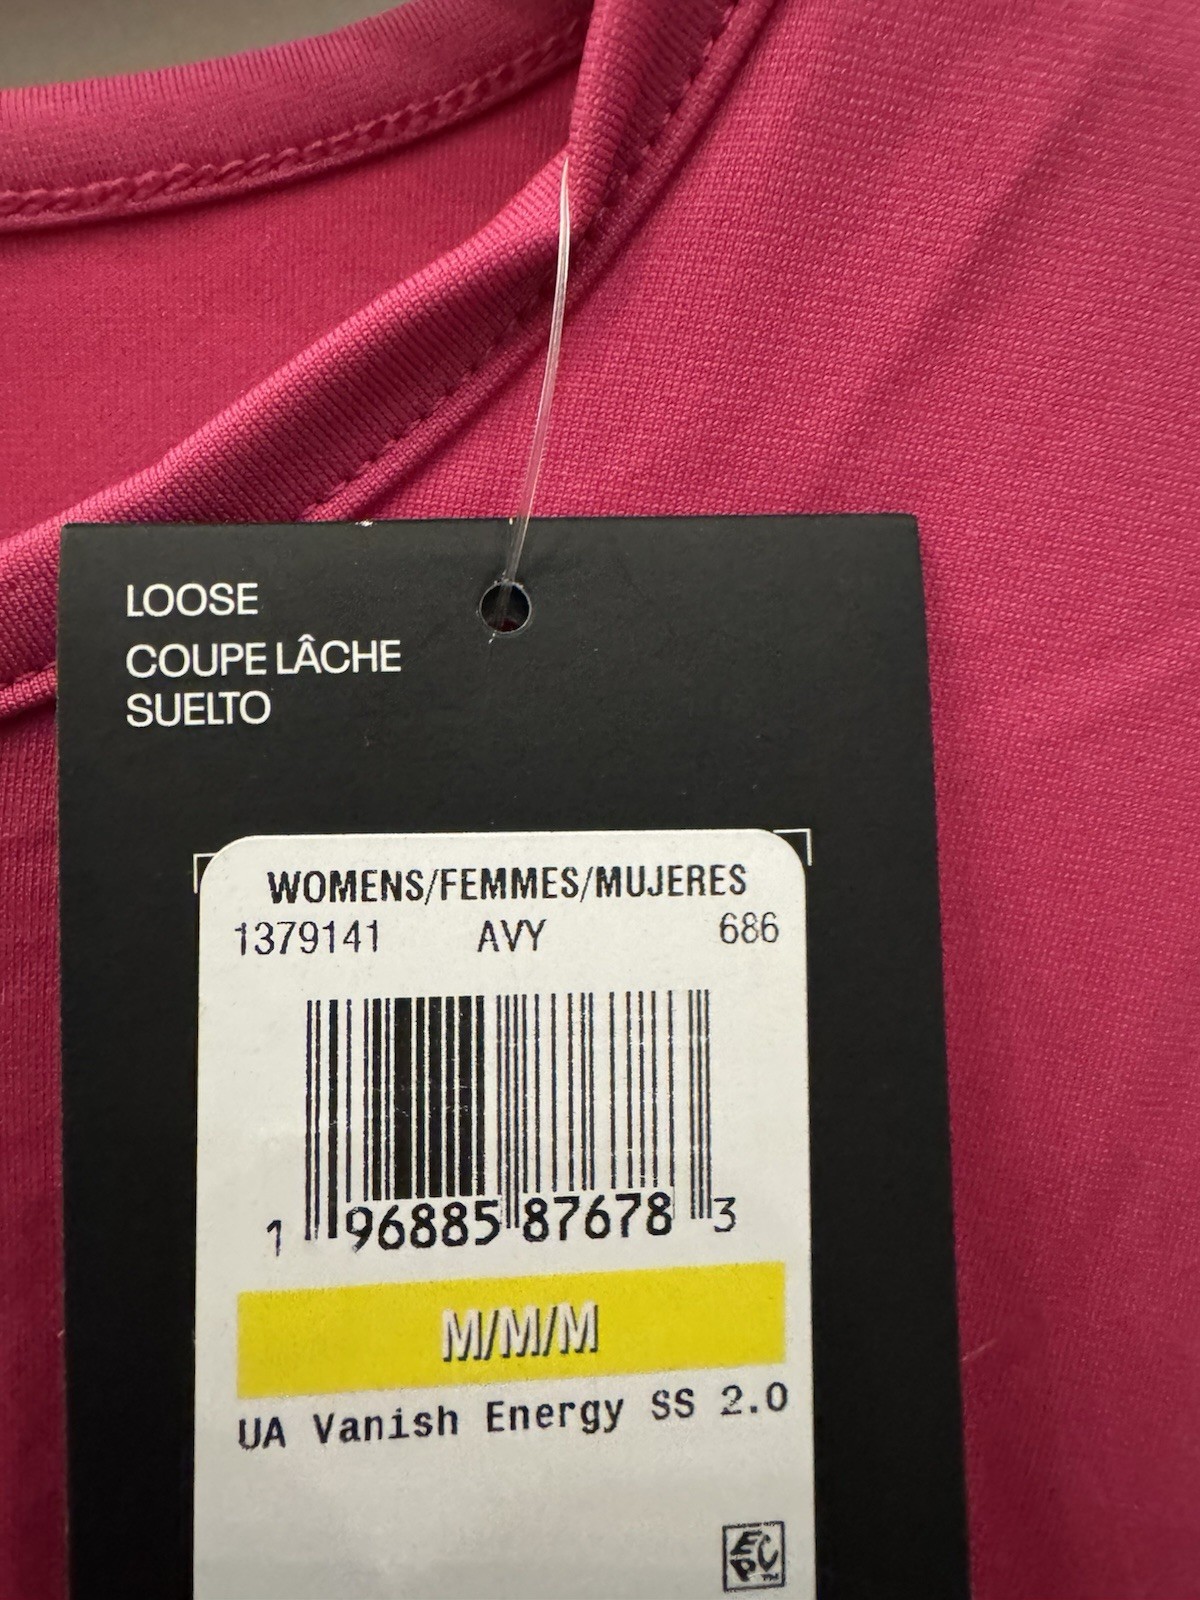 LOOSE
COUPE LÂCHE
SUELTO
WOMENS/FEMMES/MUJERES
1379141 AVY 686
1 96885 87678 3
M/M/M
UA Vanish Energy SS 2.0
EPC™